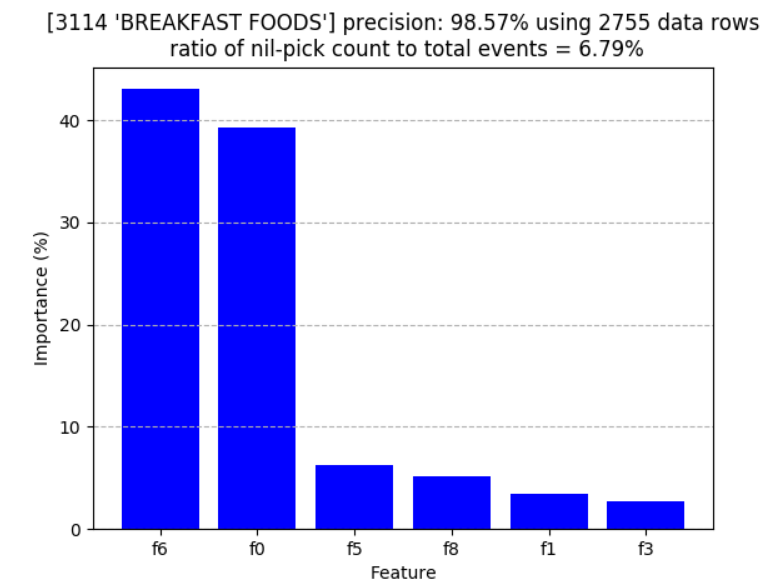 [3114 'BREAKFAST FOODS'] precision: 98.57% using 2755 data rows
ratio of nil-pick count to total events = 6.79%
Importance (%)
40
30
20
10
0
f6 f0 f5 f8 f1 f3
Feature